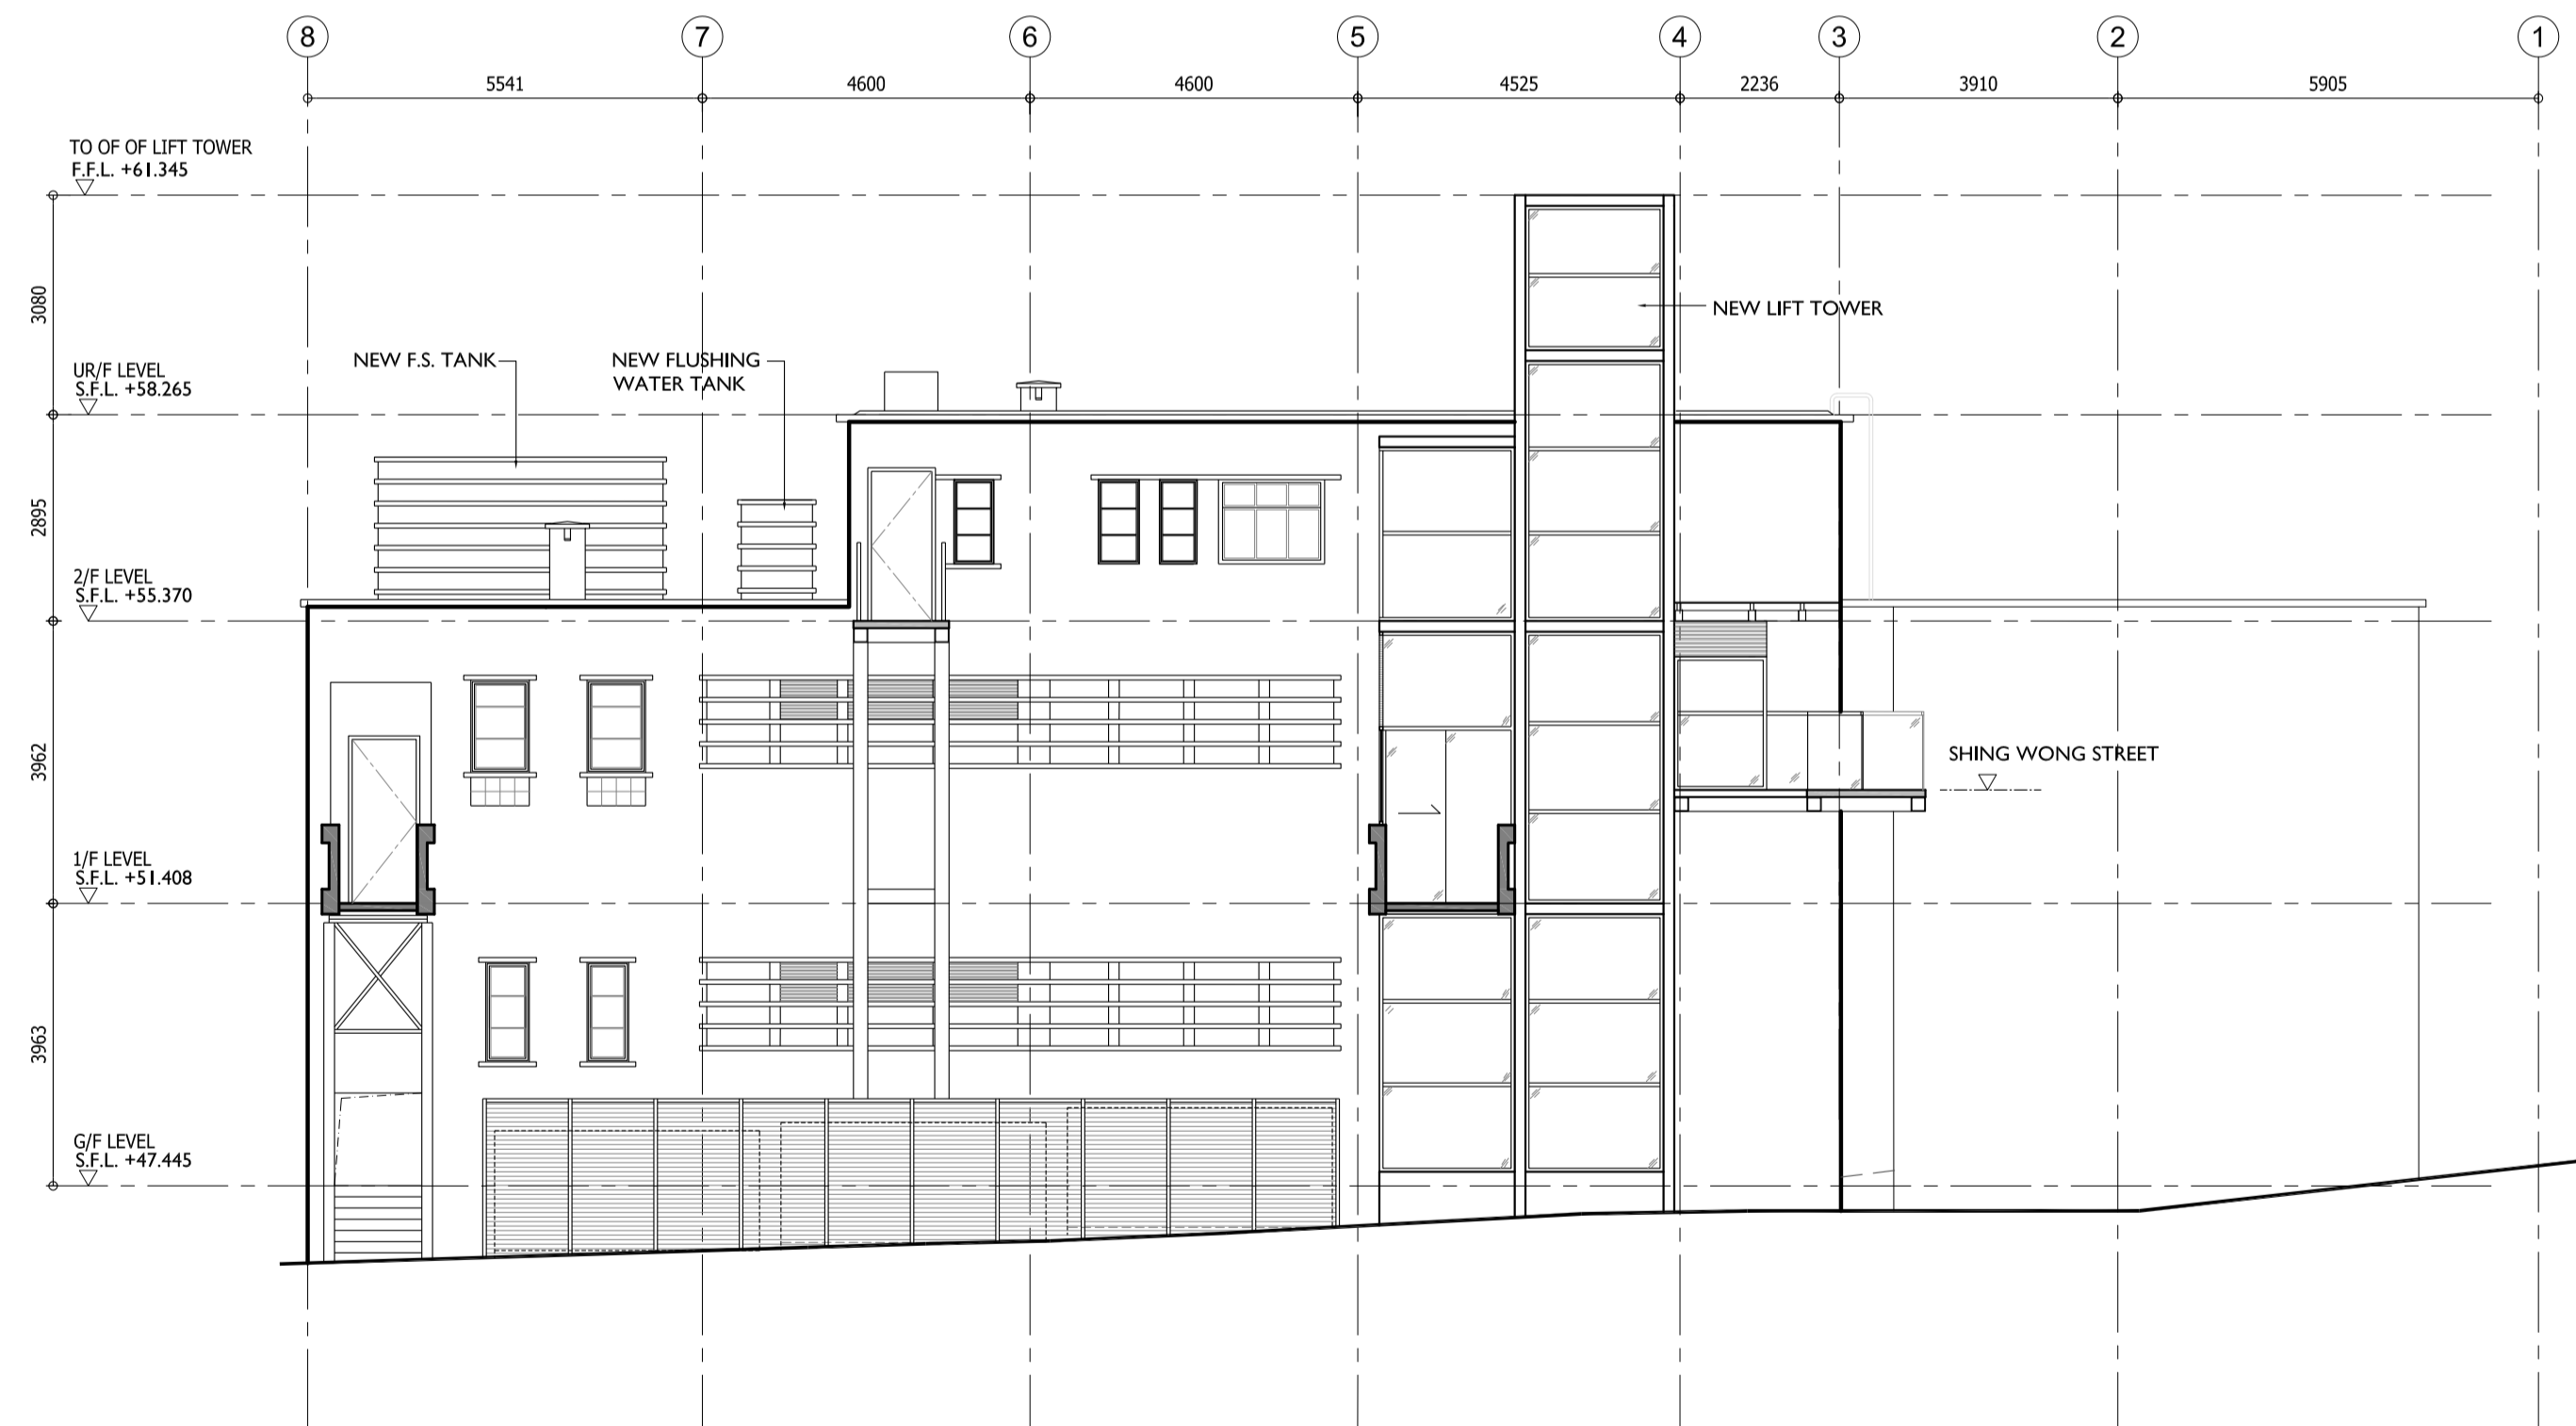 8 7 6 5 4 3 2 1
5541 4600 4600 4525 2236 3910 5905
TO OF OF LIFT TOWER
F.F.L. +61.345
3080
NEW LIFT TOWER
UR/F LEVEL
S.F.L. +58.265
NEW F.S. TANK
NEW FLUSHING
WATER TANK
2895
2/F LEVEL
S.F.L. +55.370
3962
SHING WONG STREET
1/F LEVEL
S.F.L. +51.408
3963
G/F LEVEL
S.F.L. +47.445